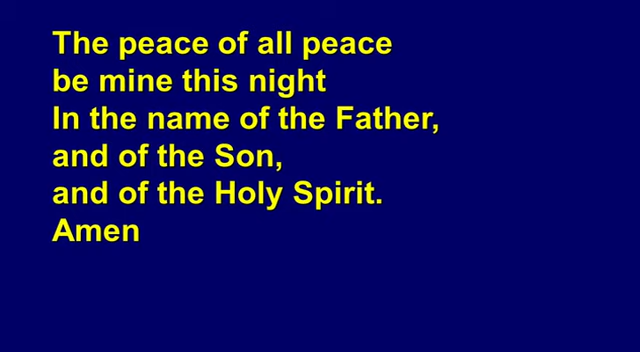 The peace of all peace
be mine this night
In the name of the Father,
and of the Son,
and of the Holy Spirit.
Amen